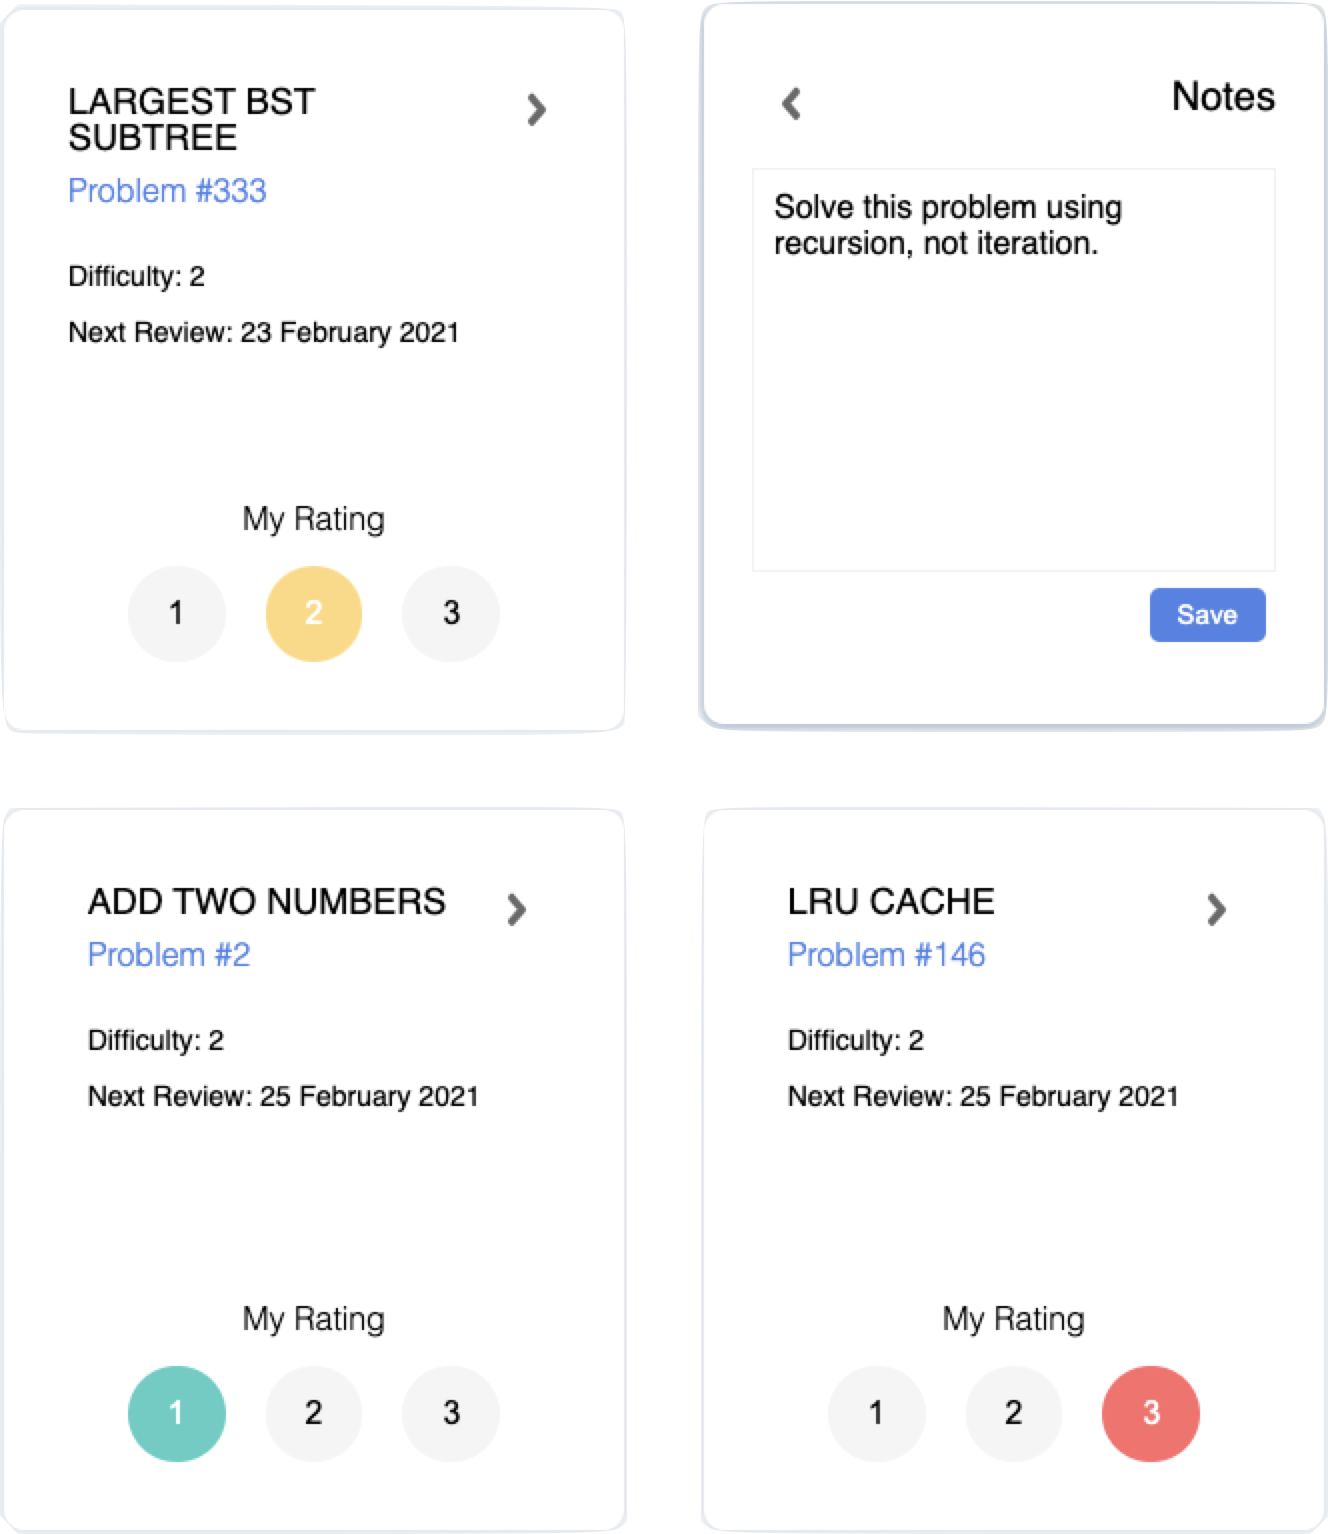 LARGEST BST
SUBTREE
Problem #333
Difficulty: 2
Next Review: 23 February 2021
My Rating
1 2 3
Notes
Solve this problem using
recursion, not iteration.
Save
ADD TWO NUMBERS
Problem #2
Difficulty: 2
Next Review: 25 February 2021
My Rating
1 2 3
LRU CACHE
Problem #146
Difficulty: 2
Next Review: 25 February 2021
My Rating
1 2 3